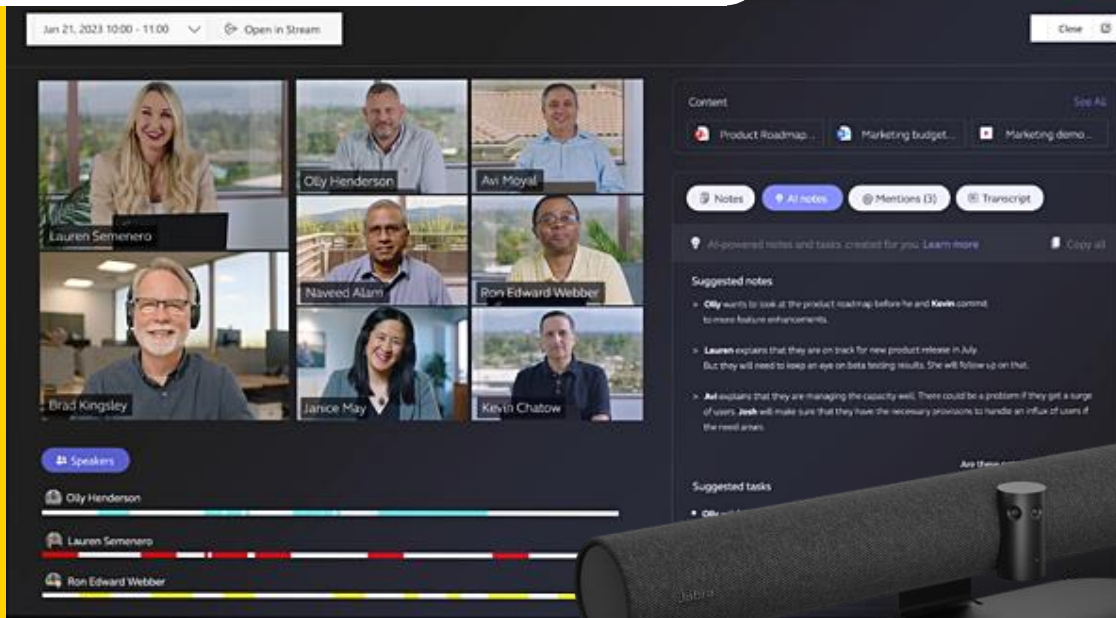 Jan 21, 2023 10:00 - 11:00
Open in Stream
Close
Lauren Semenero
Olly Henderson
Avi Moyal
Naveed Alam
Ron Edward Webber
Brad Kingsley
Janice May
Kevin Chatow
Speakers
Olly Henderson
Lauren Semenero
Ron Edward Webber
Content
See All
Product Roadmap...
Marketing budget...
Marketing demo...
Notes
AI notes
@ Mentions (3)
Transcript
AI-powered notes and tasks created for you. Learn more
Copy all
Suggested notes
Olly wants to look at the product roadmap before he and Kevin commit
to more feature enhancements.
Lauren explains that they are on track for new product release in July.
But they will need to keep an eye on beta testing results. She will follow up on that.
Avi explains that they are managing the capacity well. There could be a problem if they get a surge
of users. Josh will make sure that they have the necessary provisions to handle an influx of users if
the need arises.
Are these
Suggested tasks
Olly
Jabra